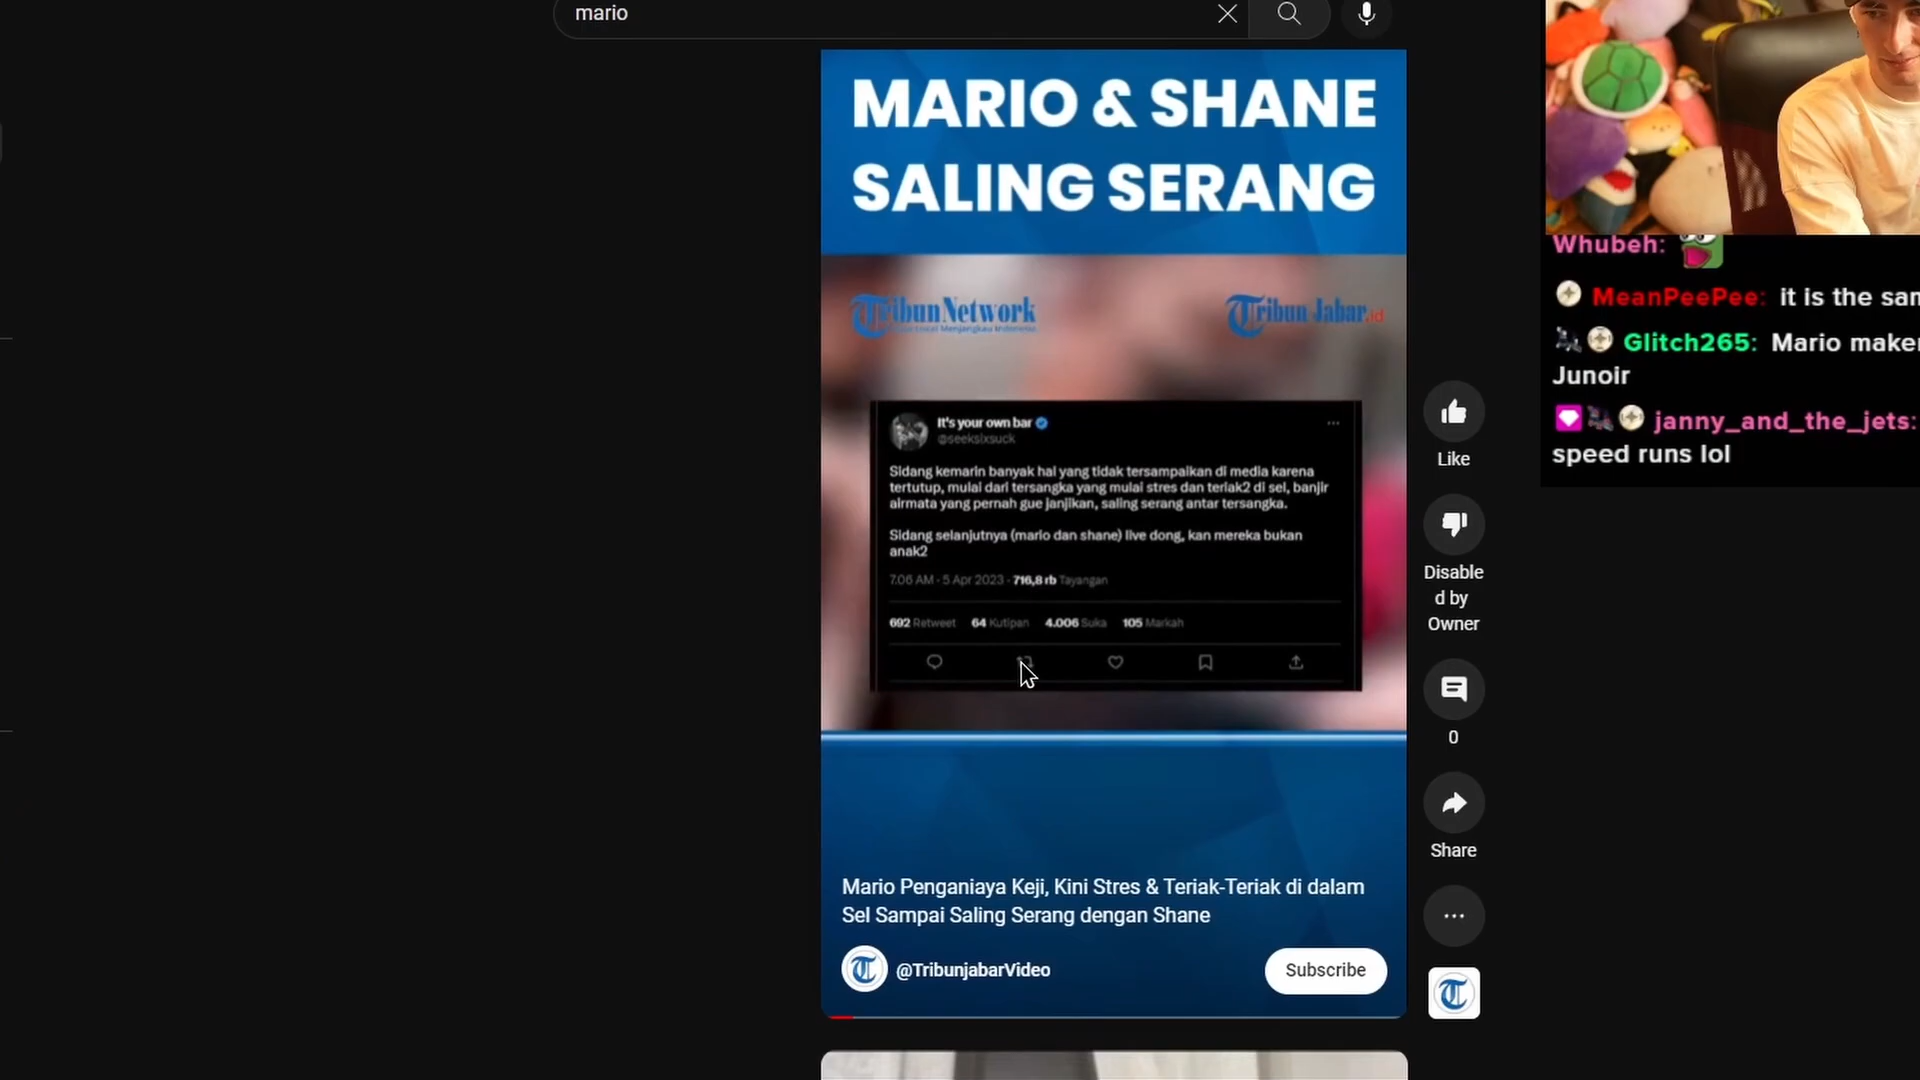 mario
MARIO & SHANE
SALING SERANG
TribunNetwork
Tribun Jabar.id
It's your own bar
@seeksixsuck
Sidang kemarin banyak hal yang tidak tersampaikan di media karena
tertutup, mulai dari tersangka yang mulai stres dan teriak2 di sel, banjir
airmata yang pernah gue janjikan, saling serang antar tersangka.
Sidang selanjutnya (mario dan shane) live dong, kan mereka bukan
anak2
7.06 AM · 5 Apr 2023 · 716,8 rb Tayangan
692 Retweet 64 Kutipan 4.006 Suka 105 Markah
Mario Penganiaya Keji, Kini Stres & Teriak-Teriak di dalam
Sel Sampai Saling Serang dengan Shane
@TribunjabarVideo
Subscribe
Like
Disable
d by
Owner
0
Share
Whubeh:
MeanPeePee: it is the san
Glitch265: Mario maker
Junoir
janny_and_the_jets:
speed runs lol